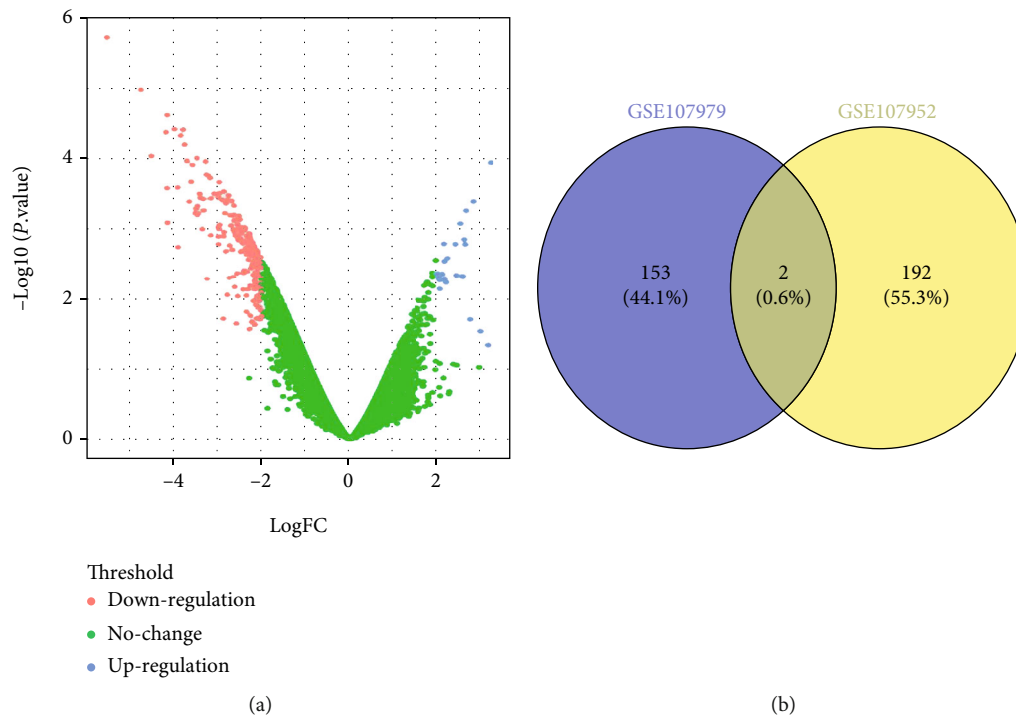 6
4
2
0
−4
−2
0
2
−Log10 (P.value)
LogFC
Threshold
Down-regulation
No-change
Up-regulation
(a)
GSE107979
GSE107952
153
(44.1%)
2
(0.6%)
192
(55.3%)
(b)